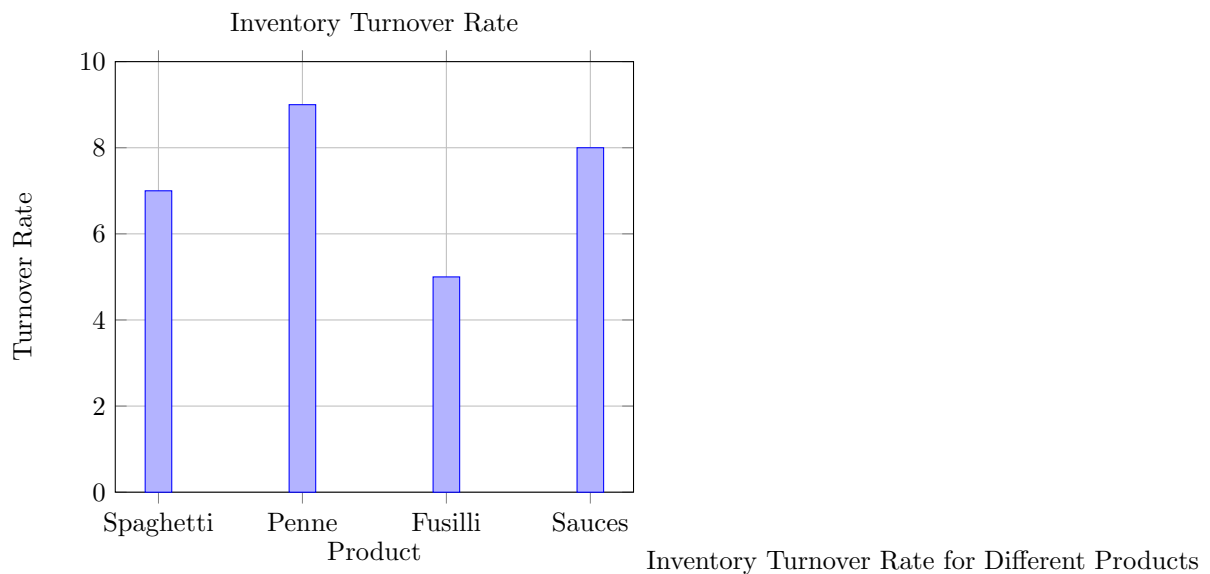 Inventory Turnover Rate
10
8
6
4
2
0
Turnover Rate
Spaghetti Penne Fusilli Sauces
Product
Inventory Turnover Rate for Different Products